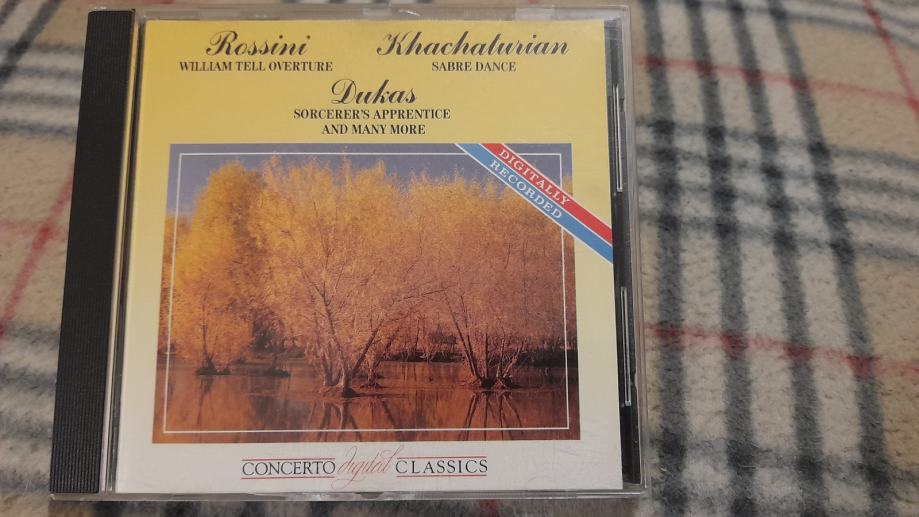 Rossini Khachaturian
WILLIAM TELL OVERTURE SABRE DANCE
Dukas
SORCERER'S APPRENTICE
AND MANY MORE
DIGITALLY
RECORDED
CONCERTO digital CLASSICS